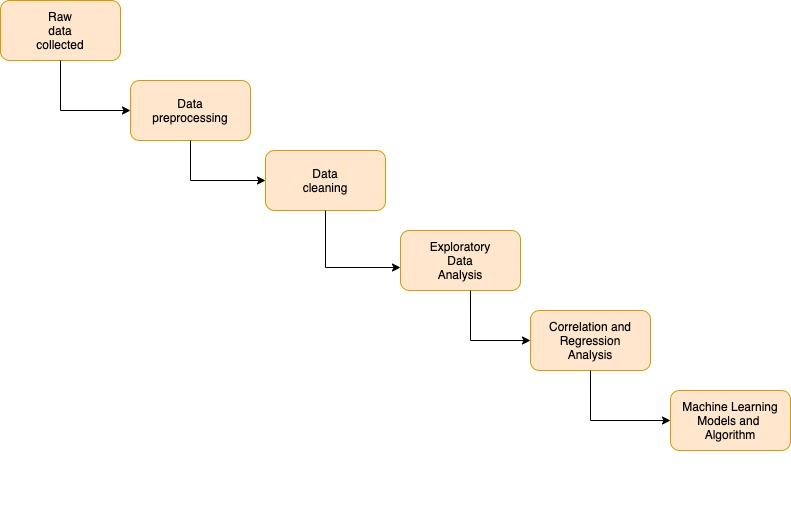 Raw
data
collected
Data
preprocessing
Data
cleaning
Exploratory
Data
Analysis
Correlation and
Regression
Analysis
Machine Learning
Models and
Algorithm